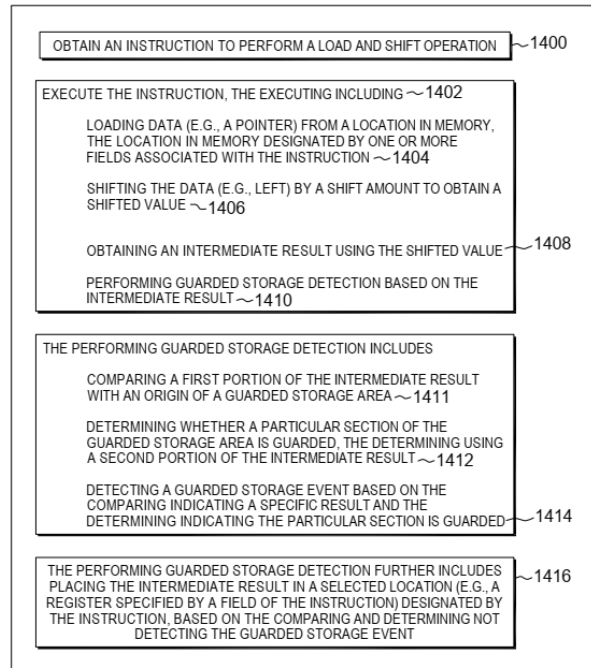 OBTAIN AN INSTRUCTION TO PERFORM A LOAD AND SHIFT OPERATION 1400
EXECUTE THE INSTRUCTION, THE EXECUTING INCLUDING 1402
LOADING DATA (E.G., A POINTER) FROM A LOCATION IN MEMORY,
THE LOCATION IN MEMORY DESIGNATED BY ONE OR MORE
FIELDS ASSOCIATED WITH THE INSTRUCTION 1404
SHIFTING THE DATA (E.G., LEFT) BY A SHIFT AMOUNT TO OBTAIN A
SHIFTED VALUE 1406
OBTAINING AN INTERMEDIATE RESULT USING THE SHIFTED VALUE 1408
PERFORMING GUARDED STORAGE DETECTION BASED ON THE
INTERMEDIATE RESULT 1410
THE PERFORMING GUARDED STORAGE DETECTION INCLUDES
COMPARING A FIRST PORTION OF THE INTERMEDIATE RESULT
WITH AN ORIGIN OF A GUARDED STORAGE AREA 1411
DETERMINING WHETHER A PARTICULAR SECTION OF THE
GUARDED STORAGE AREA IS GUARDED, THE DETERMINING USING
A SECOND PORTION OF THE INTERMEDIATE RESULT 1412
DETECTING A GUARDED STORAGE EVENT BASED ON THE
COMPARING INDICATING A SPECIFIC RESULT AND THE
DETERMINING INDICATING THE PARTICULAR SECTION IS GUARDED 1414
THE PERFORMING GUARDED STORAGE DETECTION FURTHER INCLUDES 1416
PLACING THE INTERMEDIATE RESULT IN A SELECTED LOCATION (E.G., A
REGISTER SPECIFIED BY A FIELD OF THE INSTRUCTION) DESIGNATED BY
THE INSTRUCTION, BASED ON THE COMPARING AND DETERMINING NOT
DETECTING THE GUARDED STORAGE EVENT